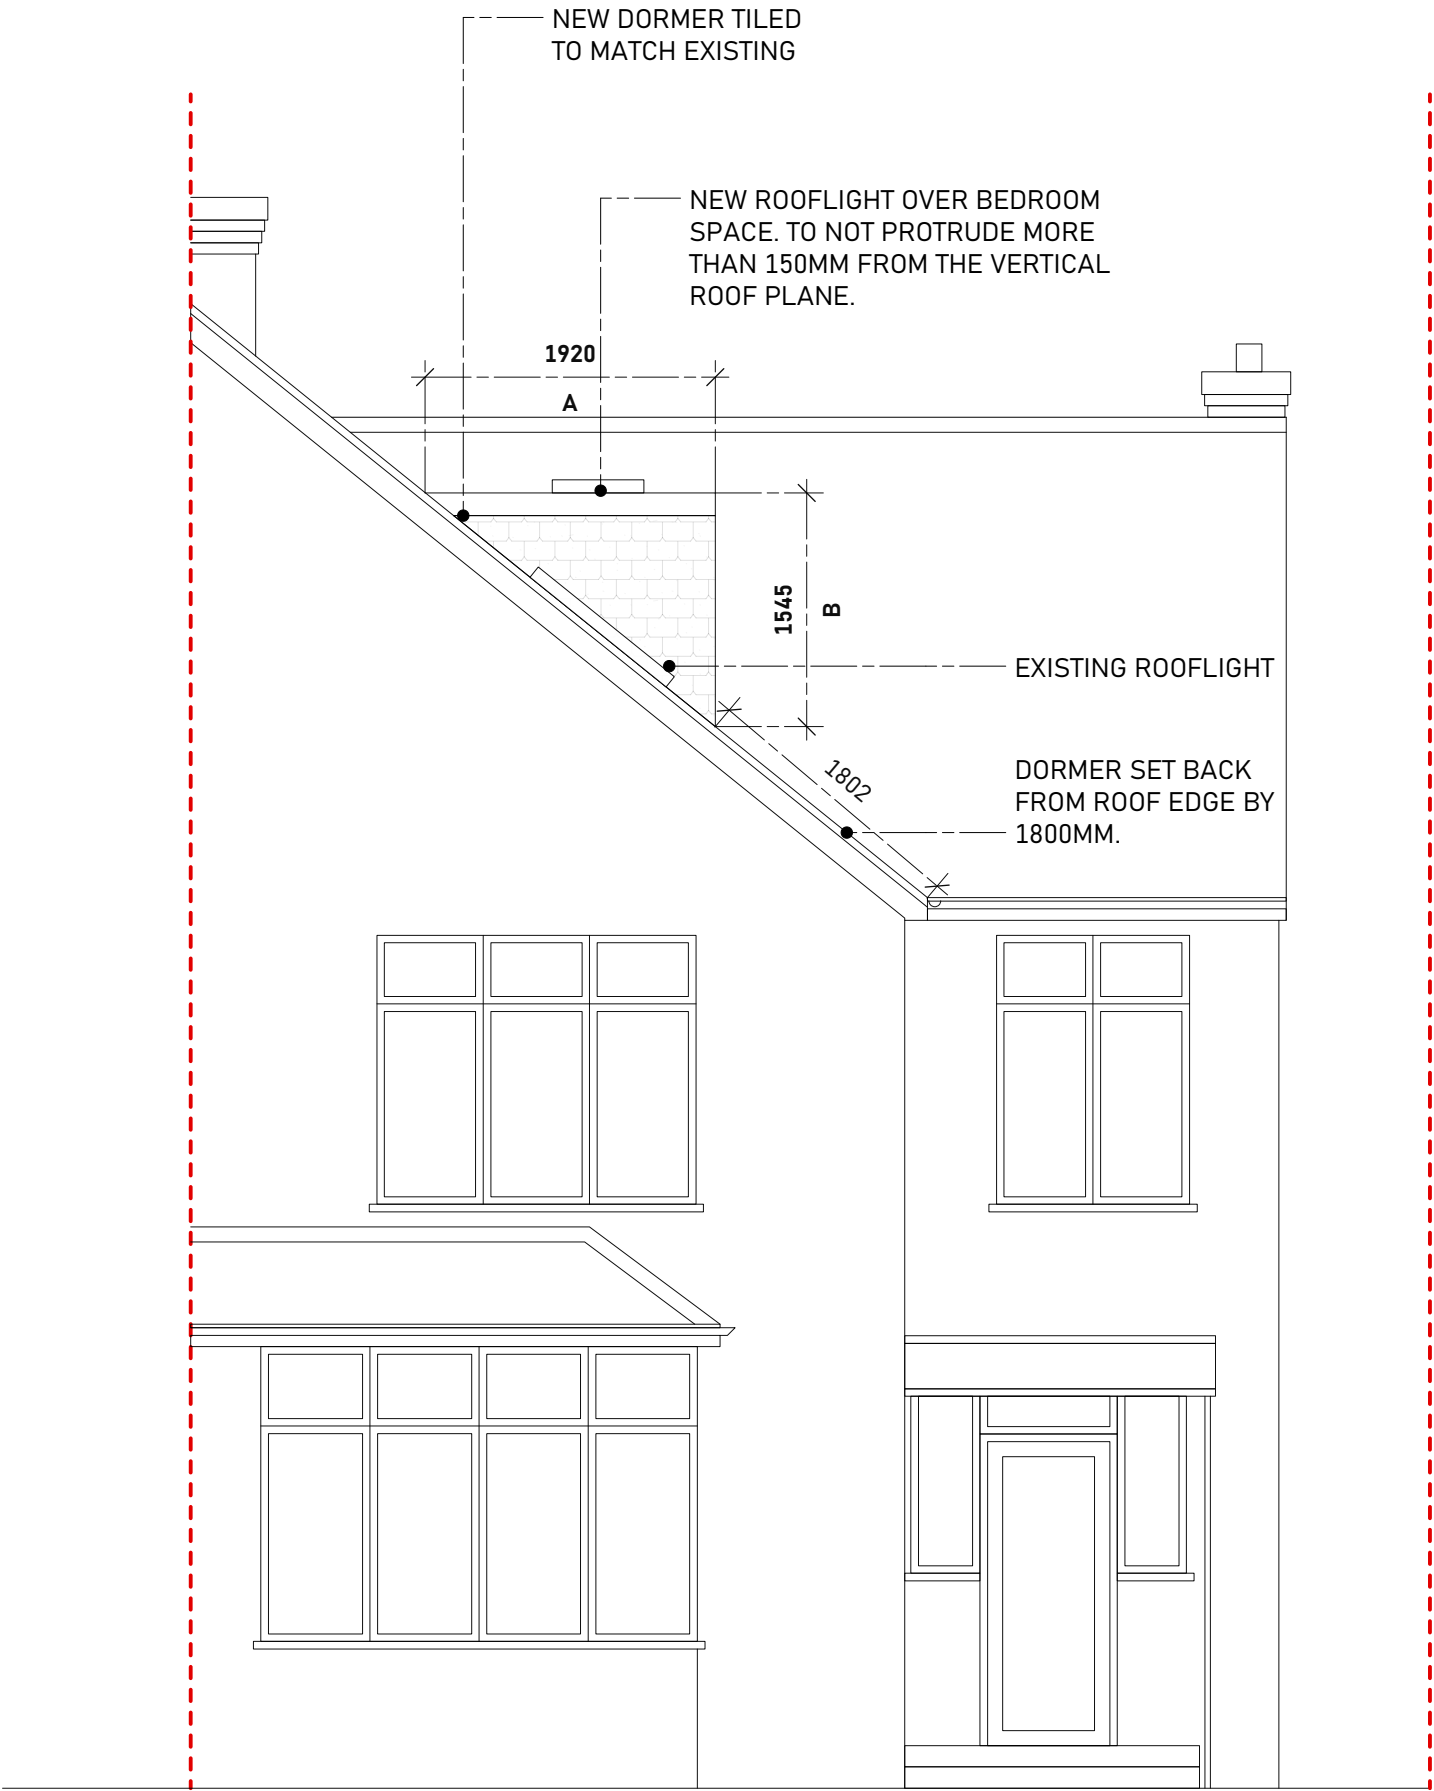 NEW DORMER TILED
TO MATCH EXISTING
NEW ROOFLIGHT OVER BEDROOM
SPACE. TO NOT PROTRUDE MORE
THAN 150MM FROM THE VERTICAL
ROOF PLANE.
1920
A
1545
B
EXISTING ROOFLIGHT
1802
DORMER SET BACK
FROM ROOF EDGE BY
1800MM.